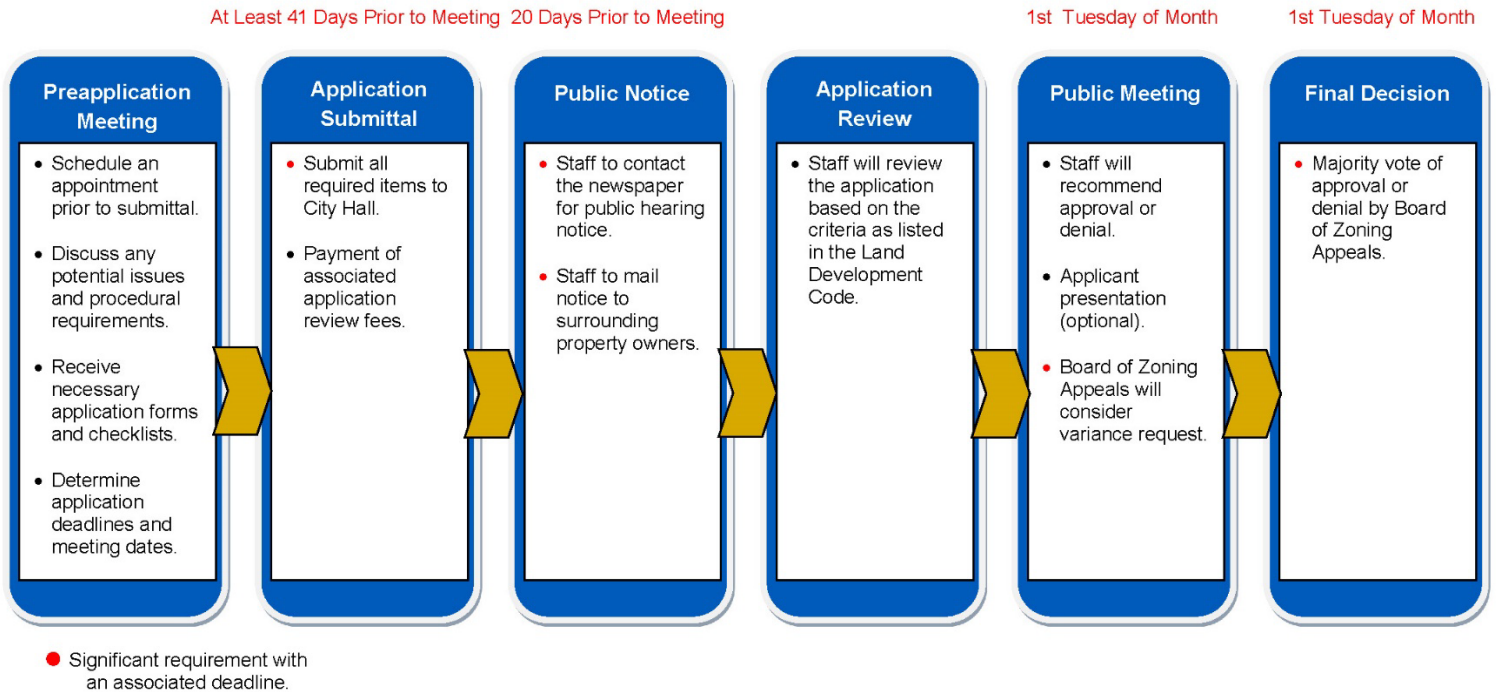 At Least 41 Days Prior to Meeting
20 Days Prior to Meeting
1st Tuesday of Month
1st Tuesday of Month
Preapplication
Meeting
• Schedule an
appointment
prior to submittal.
• Discuss any
potential issues
and procedural
requirements.
• Receive
necessary
application forms
and checklists.
• Determine
application
deadlines and
meeting dates.
Application
Submittal
• Submit all
required items to
City Hall.
• Payment of
associated
application
review fees.
Public Notice
• Staff to contact
the newspaper
for public hearing
notice.
• Staff to mail
notice to
surrounding
property owners.
Application
Review
• Staff will review
the application
based on the
criteria as listed
in the Land
Development
Code.
Public Meeting
• Staff will
recommend
approval or
denial.
• Applicant
presentation
(optional).
• Board of Zoning
Appeals will
consider
variance request.
Final Decision
• Majority vote of
approval or
denial by Board
of Zoning
Appeals.
• Significant requirement with
an associated deadline.